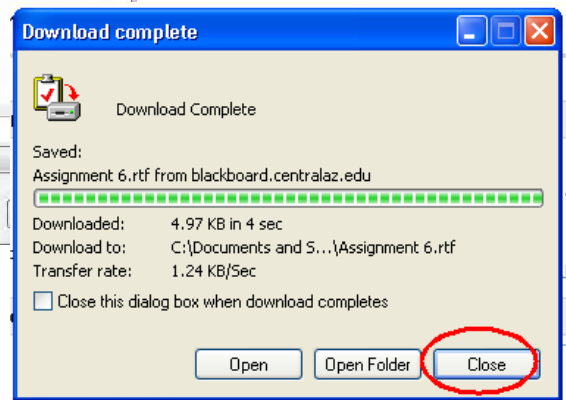 Download complete
Download Complete
Saved:
Assignment 6.rtf from blackboard.centralaz.edu
Downloaded: 4.97 KB in 4 sec
Download to: C:\Documents and S...\Assignment 6.rtf
Transfer rate: 1.24 KB/Sec
Close this dialog box when download completes
Open Open Folder Close